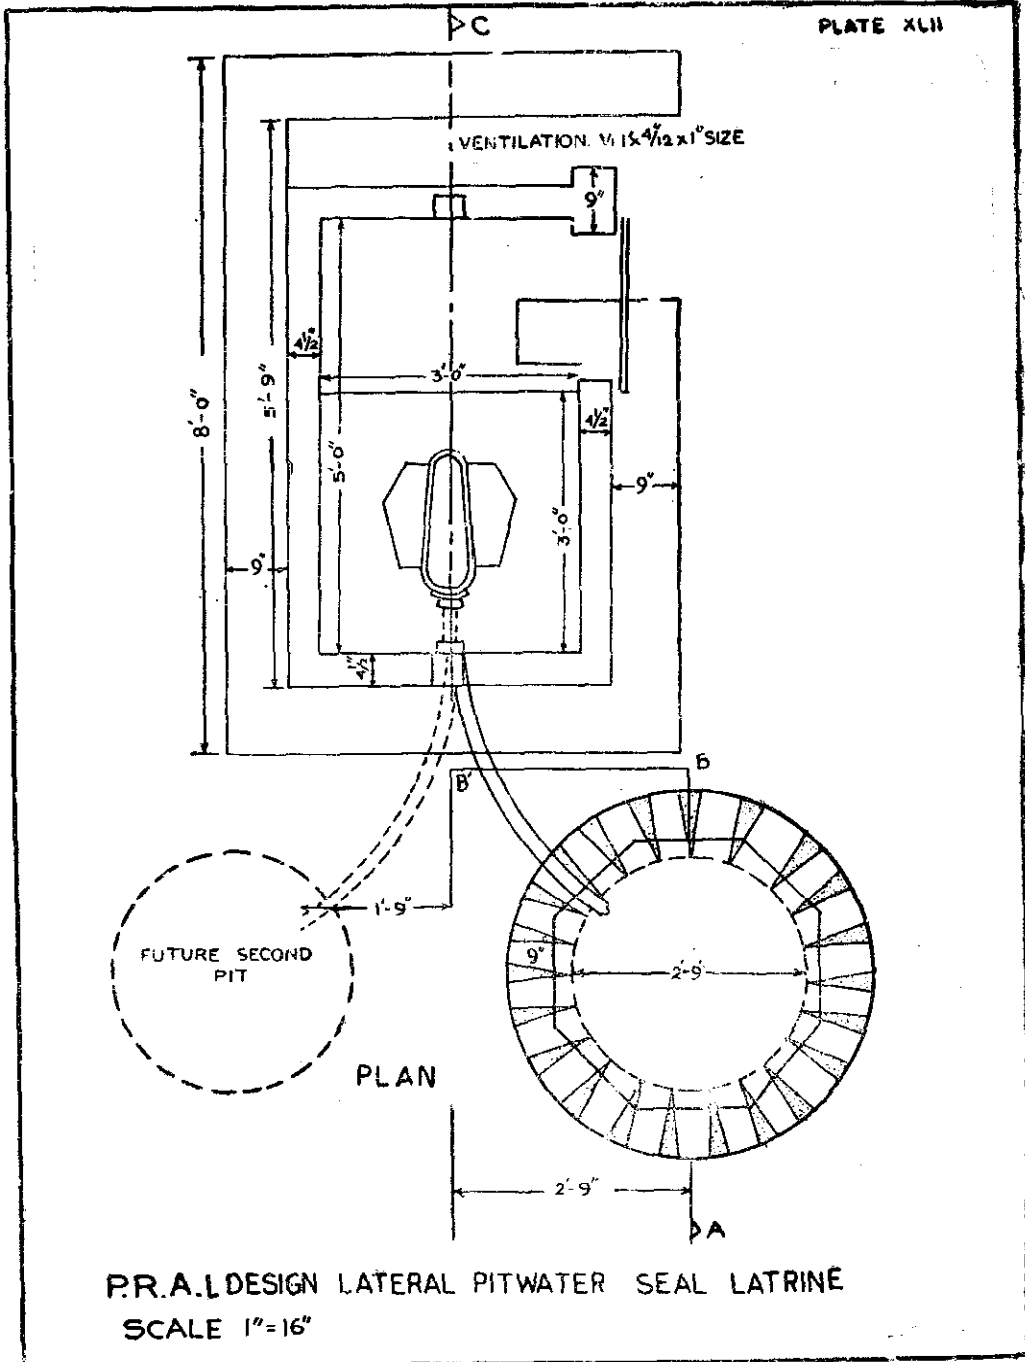 C
PLATE XLII
VENTILATION. SIZE
9"
4½"
3'-0"
8'-0"
5'-9"
5'-0"
4½"
9"
3'-0"
9"
4½"
B'
B
1'-9"
FUTURE SECOND
PIT
9"
2'-9"
PLAN
2'-9"
A
P.R.A.I. DESIGN LATERAL PITWATER SEAL LATRINE
SCALE 1"=16"